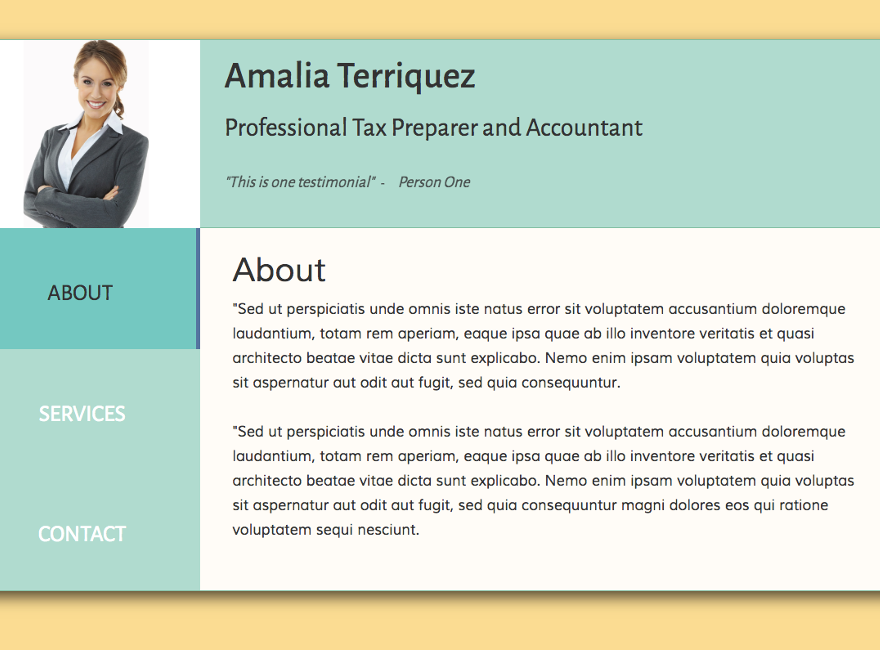 Amalia Terriquez
Professional Tax Preparer and Accountant
"This is one testimonial" - Person One
ABOUT
SERVICES
CONTACT
About
"Sed ut perspiciatis unde omnis iste natus error sit voluptatem accusantium doloremque
laudantium, totam rem aperiam, eaque ipsa quae ab illo inventore veritatis et quasi
architecto beatae vitae dicta sunt explicabo. Nemo enim ipsam voluptatem quia voluptas
sit aspernatur aut odit aut fugit, sed quia consequuntur.
"Sed ut perspiciatis unde omnis iste natus error sit voluptatem accusantium doloremque
laudantium, totam rem aperiam, eaque ipsa quae ab illo inventore veritatis et quasi
architecto beatae vitae dicta sunt explicabo. Nemo enim ipsam voluptatem quia voluptas
sit aspernatur aut odit aut fugit, sed quia consequuntur magni dolores eos qui ratione
voluptatem sequi nesciunt.